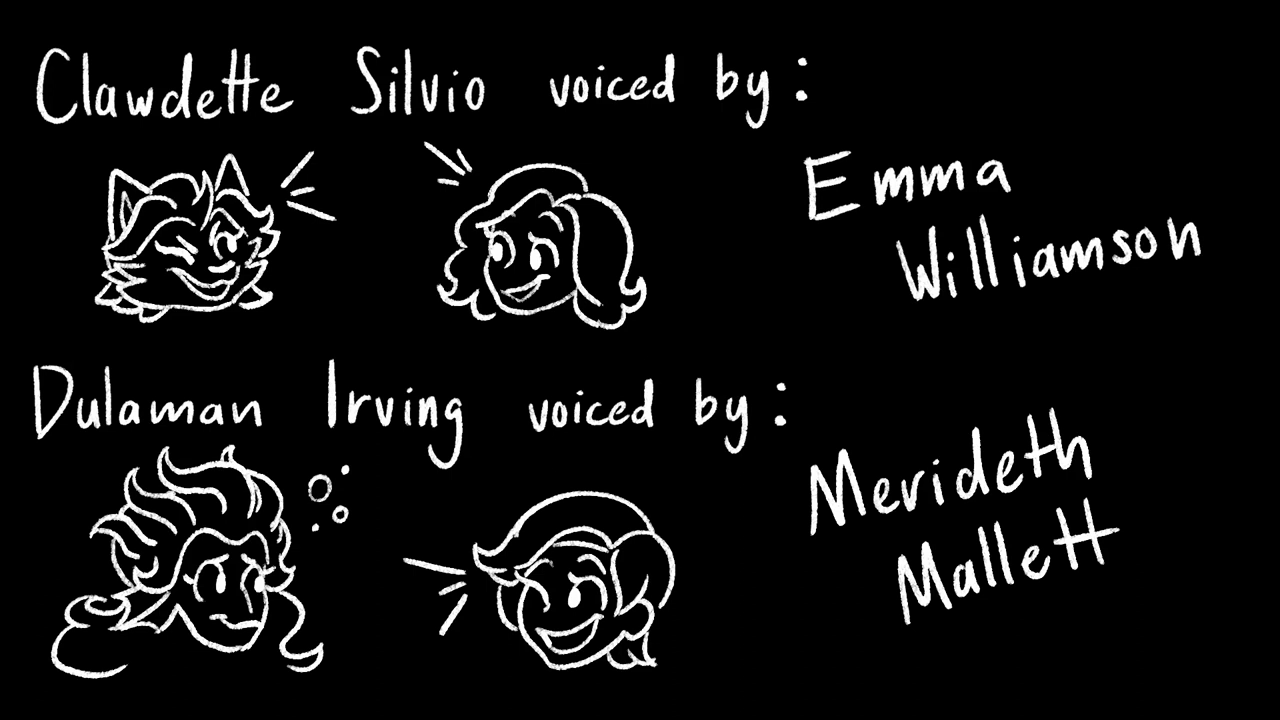 Clawdette Silvio voiced by:
Emma
Williamson
Dulaman Irving voiced by:
Merideth
Mallett